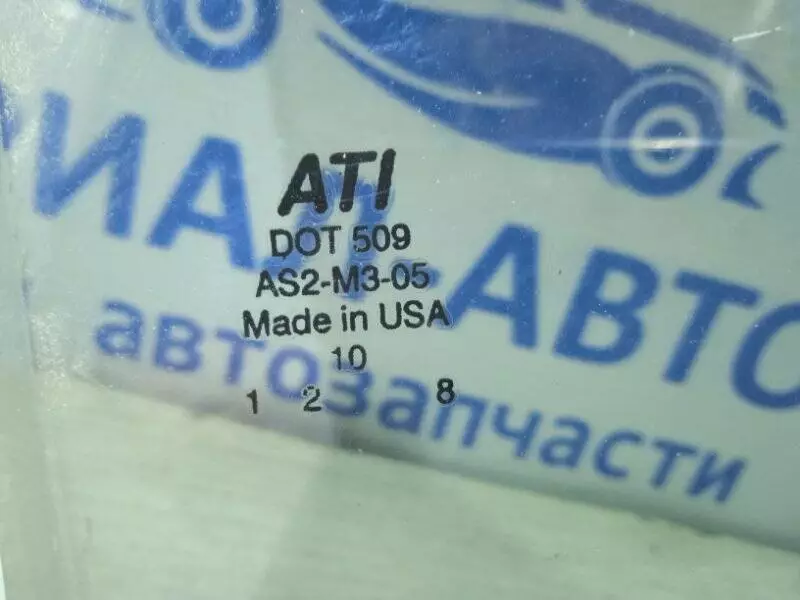 ATI
DOT 509
AS2-M3-05
Made in USA
10
1 2 8
АВТО
автозапчасти